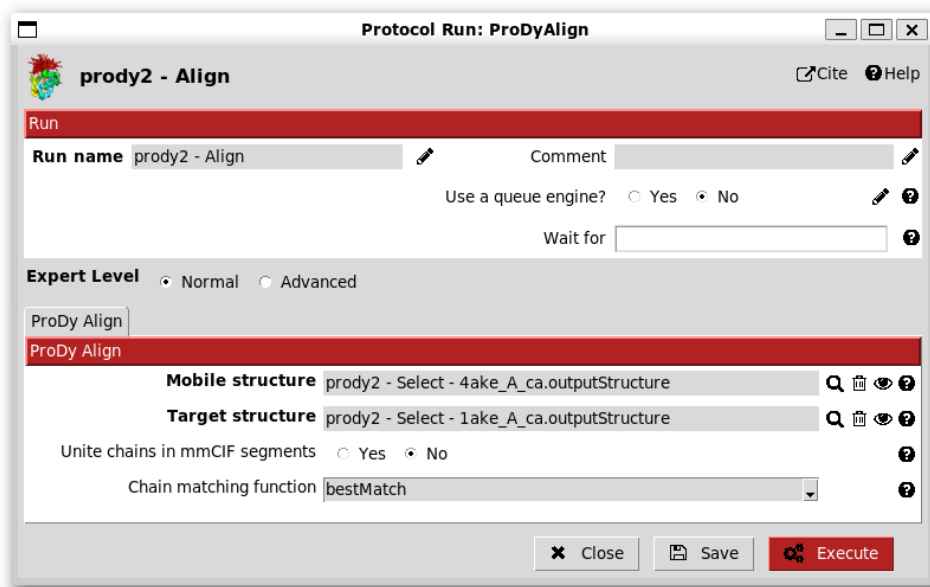 Protocol Run: ProDyAlign
prody2 - Align
Cite Help
Run
Run name prody2 - Align Comment
Use a queue engine? Yes No
Wait for
Expert Level Normal Advanced
ProDy Align
ProDy Align
Mobile structure prody2 - Select - 4ake_A_ca.outputStructure
Target structure prody2 - Select - 1ake_A_ca.outputStructure
Unite chains in mmCIF segments Yes No
Chain matching function bestMatch
Close Save Execute